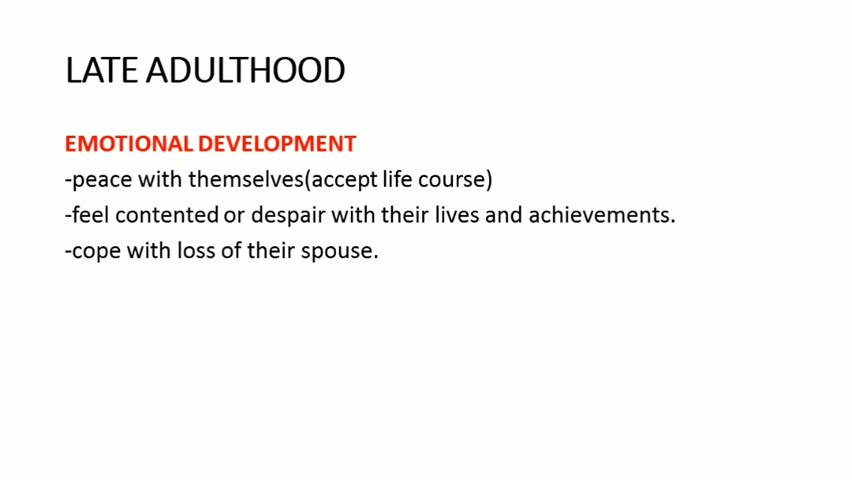 LATE ADULTHOOD
EMOTIONAL DEVELOPMENT
-peace with themselves(accept life course)
-feel contented or despair with their lives and achievements.
-cope with loss of their spouse.